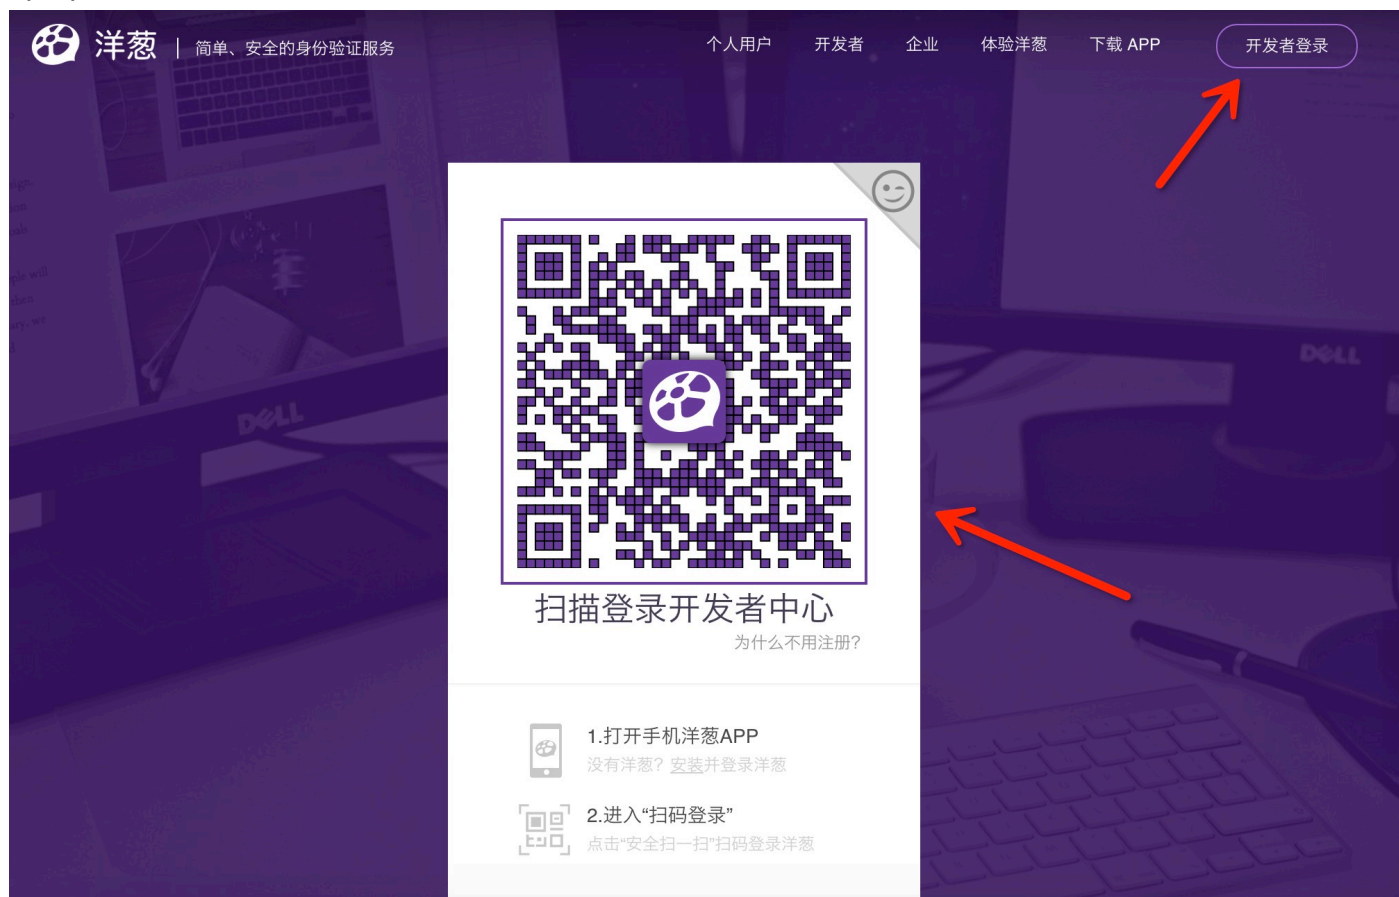 洋葱 | 简单、安全的身份验证服务
个人用户 开发者 企业 体验洋葱 下载 APP 开发者登录
DELL
DELL
扫描登录开发者中心
为什么不用注册?
1.打开手机洋葱APP
没有洋葱? 安装并登录洋葱
2.进入“扫码登录”
点击“安全扫一扫”扫码登录洋葱